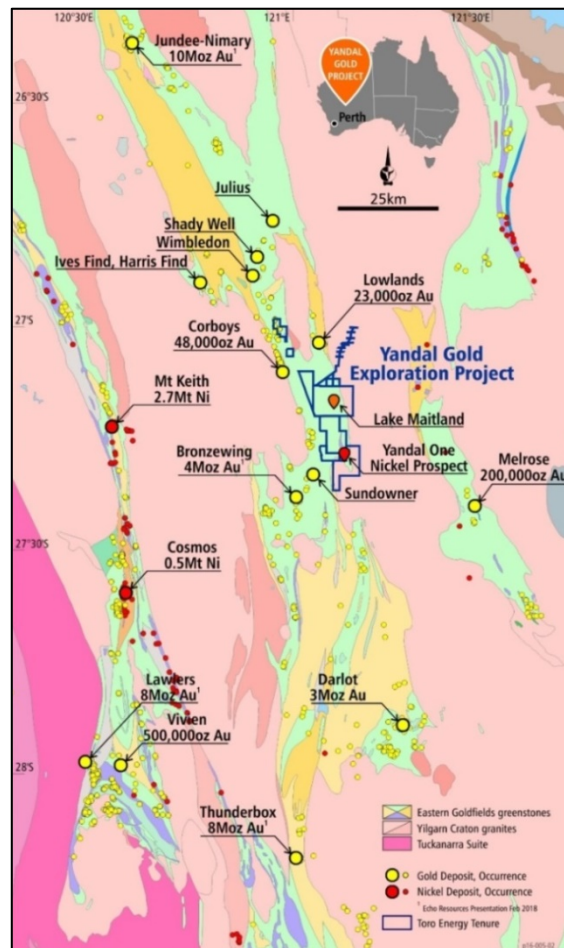 120°30'E
121°E
121°30'E
Jundee-Nimary
10Moz Au¹
YANDAL
GOLD
PROJECT
Perth
26°30'S
25km
Julius
Shady Well
Wimbledon
Ives Find, Harris Find
Lowlands
23,000oz Au
27°S
Corboys
48,000oz Au
Yandal Gold
Exploration Project
Mt Keith
2.7Mt Ni
Lake Maitland
Yandal One
Nickel Prospect
Bronzewing
4Moz Au¹
Melrose
200,000oz Au
Sundowner
27°30'S
Cosmos
0.5Mt Ni
Lawlers
8Moz Au¹
Darlot
3Moz Au
Vivien
500,000oz Au
28°S
Thunderbox
8Moz Au¹
Eastern Goldfields greenstones
Yilgarn Craton granites
Tuckanarra Suite
Gold Deposit, Occurrence
Nickel Deposit, Occurrence
¹ Echo Resources Presentation Feb 2018
Toro Energy Tenure